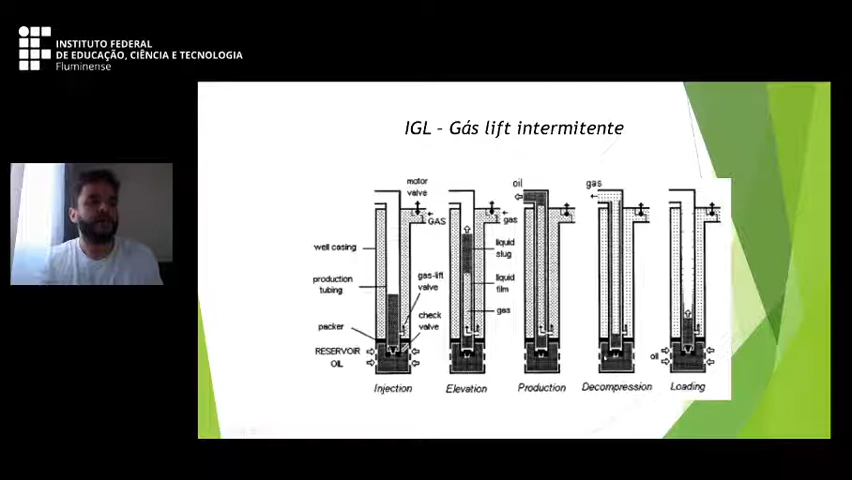 INSTITUTO FEDERAL
DE EDUCAÇÃO, CIÊNCIA E TECNOLOGIA
Fluminense
IGL – Gás lift intermitente
motor
valve
GAS
well casing
production
tubing
gas-lift
valve
check
valve
packer
RESERVOIR
OIL
Injection
gas
liquid
slug
liquid
film
gas
Elevation
oil
Production
gas
Decompression
oil
Loading